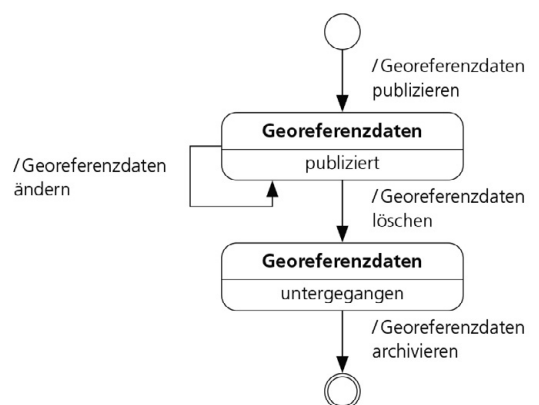 /Georeferenzdaten
publizieren
Georeferenzdaten
publiziert
/Georeferenzdaten
ändern
/Georeferenzdaten
löschen
Georeferenzdaten
untergegangen
/Georeferenzdaten
archivieren